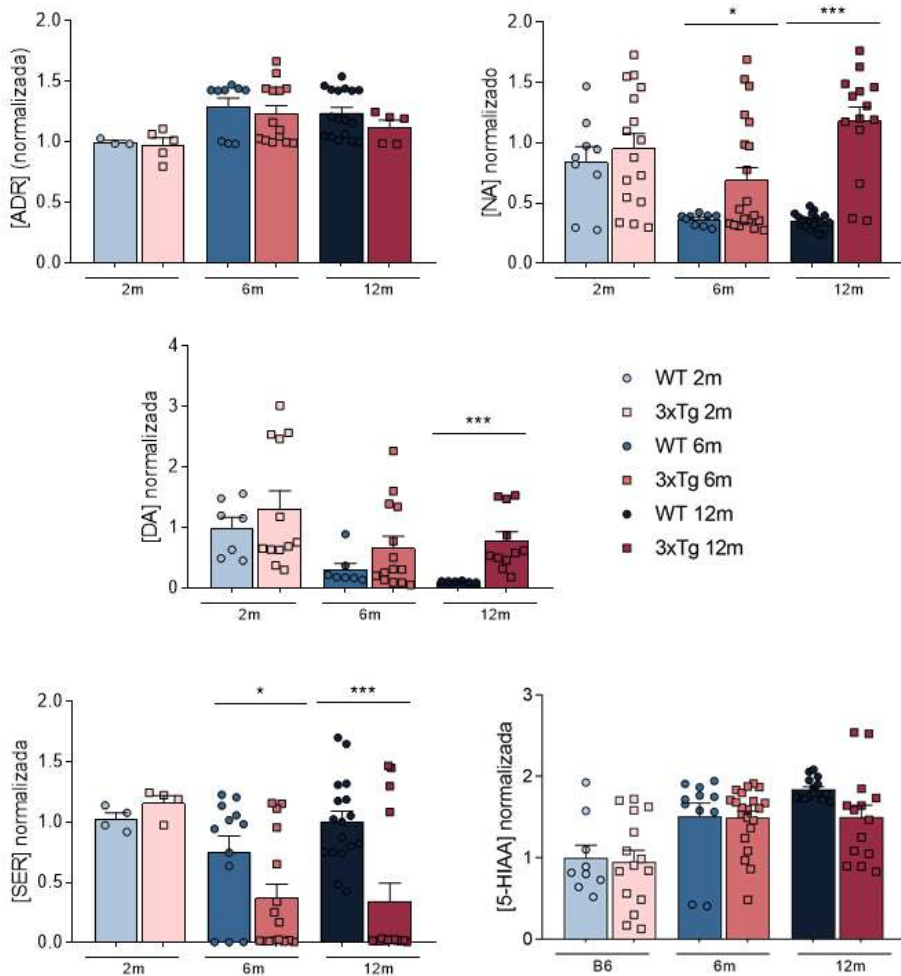 [ADR] (normalizada)
2.0
1.5
1.0
0.5
0.0
2m
6m
12m
[NA] normalizado
2.0
1.5
1.0
0.5
0.0
*
***
2m
6m
12m
[DA] normalizada
4
3
2
1
0
***
2m
6m
12m
WT 2m
3xTg 2m
WT 6m
3xTg 6m
WT 12m
3xTg 12m
[SER] normalizada
2.0
1.5
1.0
0.5
0.0
*
***
2m
6m
12m
[5-HIAA] normalizada
3
2
1
0
B6
6m
12m